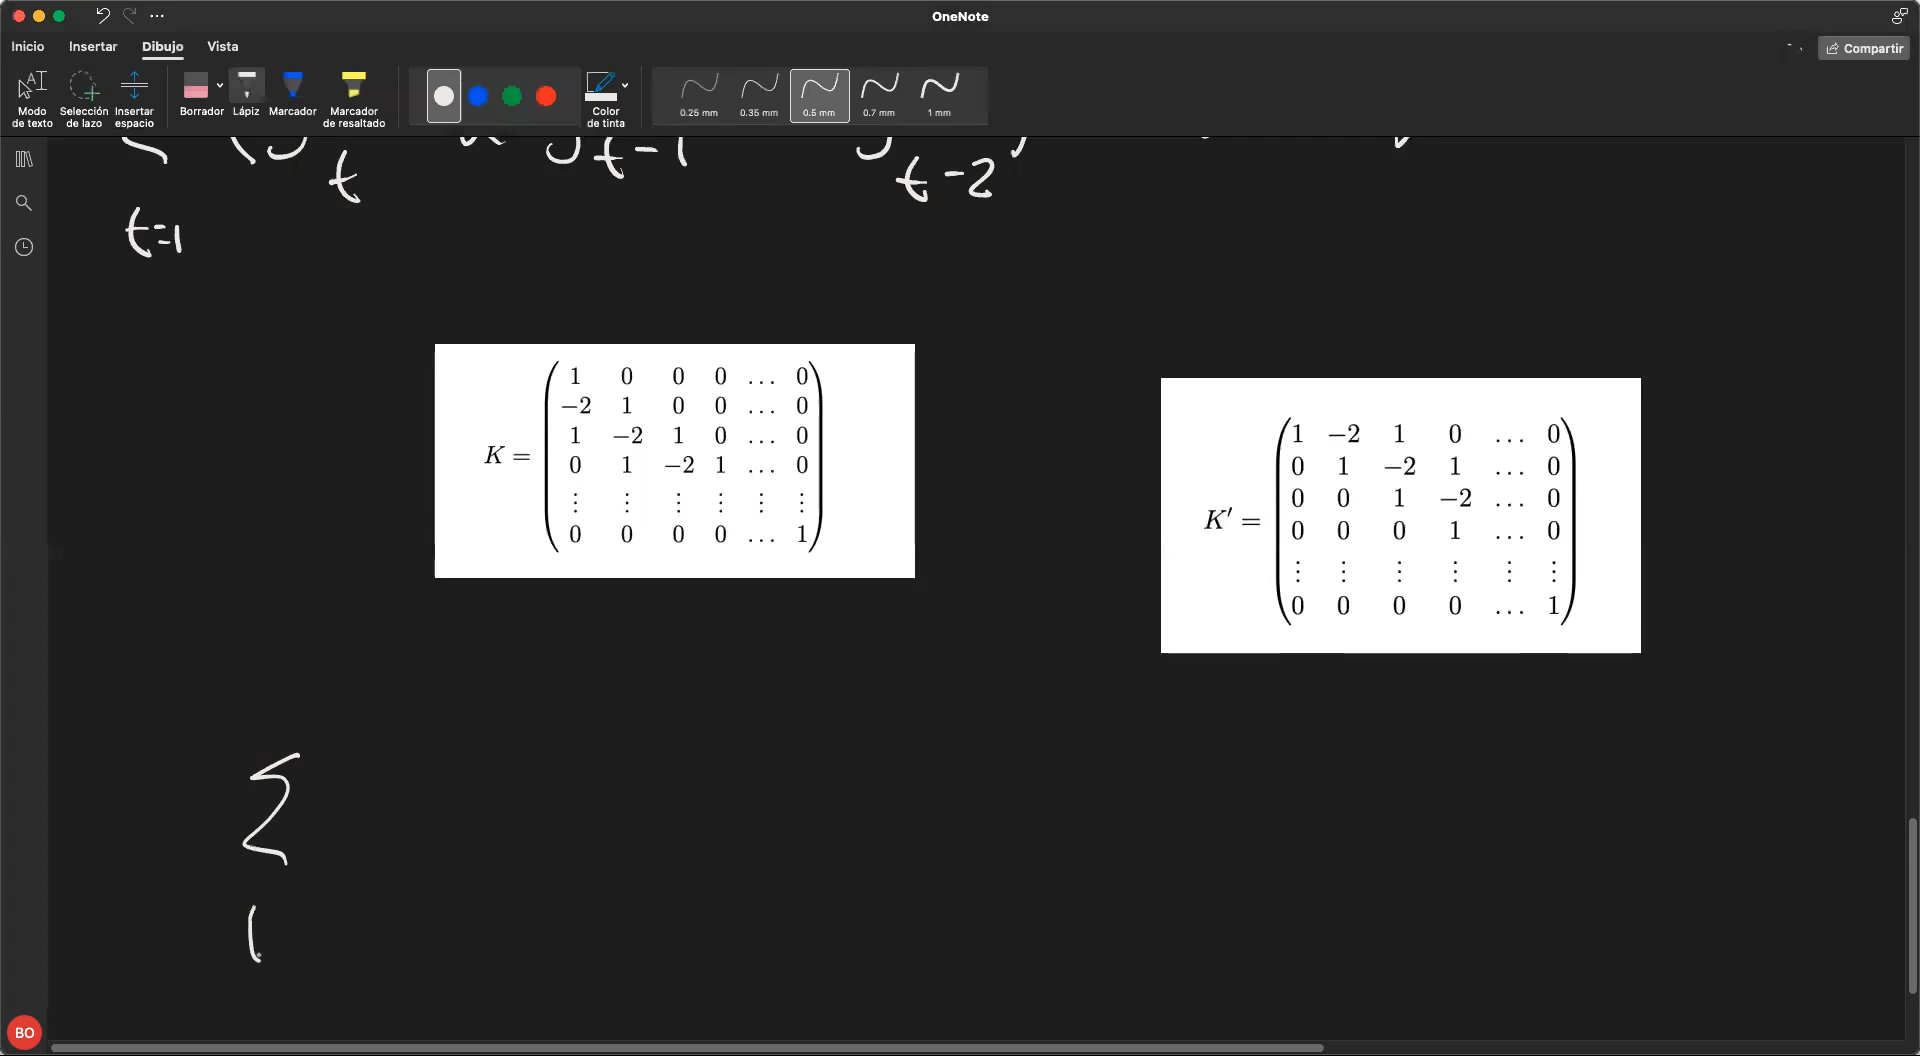 OneNote
Inicio Insertar Dibujo Vista
Compartir
Modo de texto
Selección de lazo
Insertar espacio
Borrador
Lápiz
Marcador
Marcador de resaltado
Color de tinta
0.25 mm
0.35 mm
0.5 mm
0.7 mm
1 mm
t t-1 t-2
t=1
K =
1 0 0 0 … 0
−2 1 0 0 … 0
1 −2 1 0 … 0
0 1 −2 1 … 0
⋮ ⋮ ⋮ ⋮ ⋮ ⋮
0 0 0 0 … 1
K′ =
1 −2 1 0 … 0
0 1 −2 1 … 0
0 0 1 −2 … 0
0 0 0 1 … 0
⋮ ⋮ ⋮ ⋮ ⋮ ⋮
0 0 0 0 … 1
Σ
BO